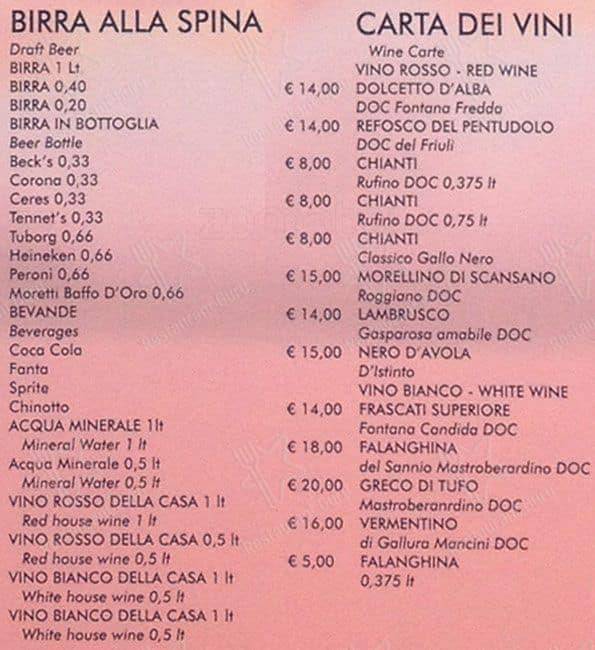 BIRRA ALLA SPINA
Draft Beer
BIRRA 1 Lt
BIRRA 0,40
BIRRA 0,20
BIRRA IN BOTTOGLIA
Beer Bottle
Beck's 0,33
Corona 0,33
Ceres 0,33
Tennet's 0,33
Tuborg 0,66
Heineken 0,66
Peroni 0,66
Moretti Baffo D'Oro 0,66
BEVANDE
Beverages
Coca Cola
Fanta
Sprite
Chinotto
ACQUA MINERALE 1lt
Mineral Water 1 lt
Acqua Minerale 0,5 lt
Mineral Water 0,5 lt
VINO ROSSO DELLA CASA 1 lt
Red house wine 1 lt
VINO ROSSO DELLA CASA 0,5 lt
Red house wine 0,5 lt
VINO BIANCO DELLA CASA 1 lt
White house wine 0,5 lt
VINO BIANCO DELLA CASA 1 lt
White house wine 0,5 lt
CARTA DEI VINI
Wine Carte
VINO ROSSO - RED WINE
€ 14,00 DOLCETTO D'ALBA
DOC Fontana Fredda
€ 14,00 REFOSCO DEL PENTUDOLO
DOC del Friuli
€ 8,00 CHIANTI
Rufino DOC 0,375 lt
€ 8,00 CHIANTI
Rufino DOC 0,75 lt
€ 8,00 CHIANTI
Classico Gallo Nero
€ 15,00 MORELLINO DI SCANSANO
Roggiano DOC
€ 14,00 LAMBRUSCO
Gasparosa amabile DOC
€ 15,00 NERO D'AVOLA
D'Istinto
VINO BIANCO - WHITE WINE
€ 14,00 FRASCATI SUPERIORE
Fontana Candida DOC
€ 18,00 FALANGHINA
del Sannio Mastroberardino DOC
€ 20,00 GRECO DI TUFO
Mastroberanrdino DOC
€ 16,00 VERMENTINO
di Gallura Mancini DOC
€ 5,00 FALANGHINA
0,375 lt